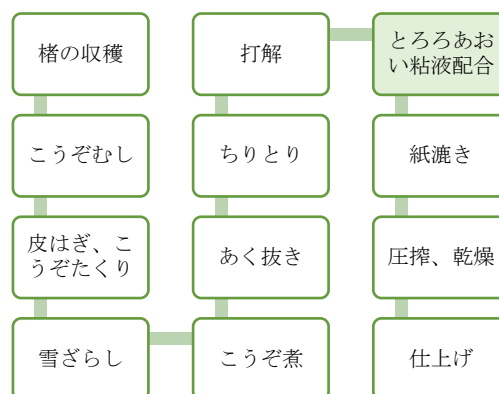 楮の収穫
こうぞむし
皮はぎ、こ
うぞたくり
雪ざらし
こうぞ煮
あく抜き
ちりとり
打解
とろろあお
い粘液配合
紙漉き
圧搾、乾燥
仕上げ